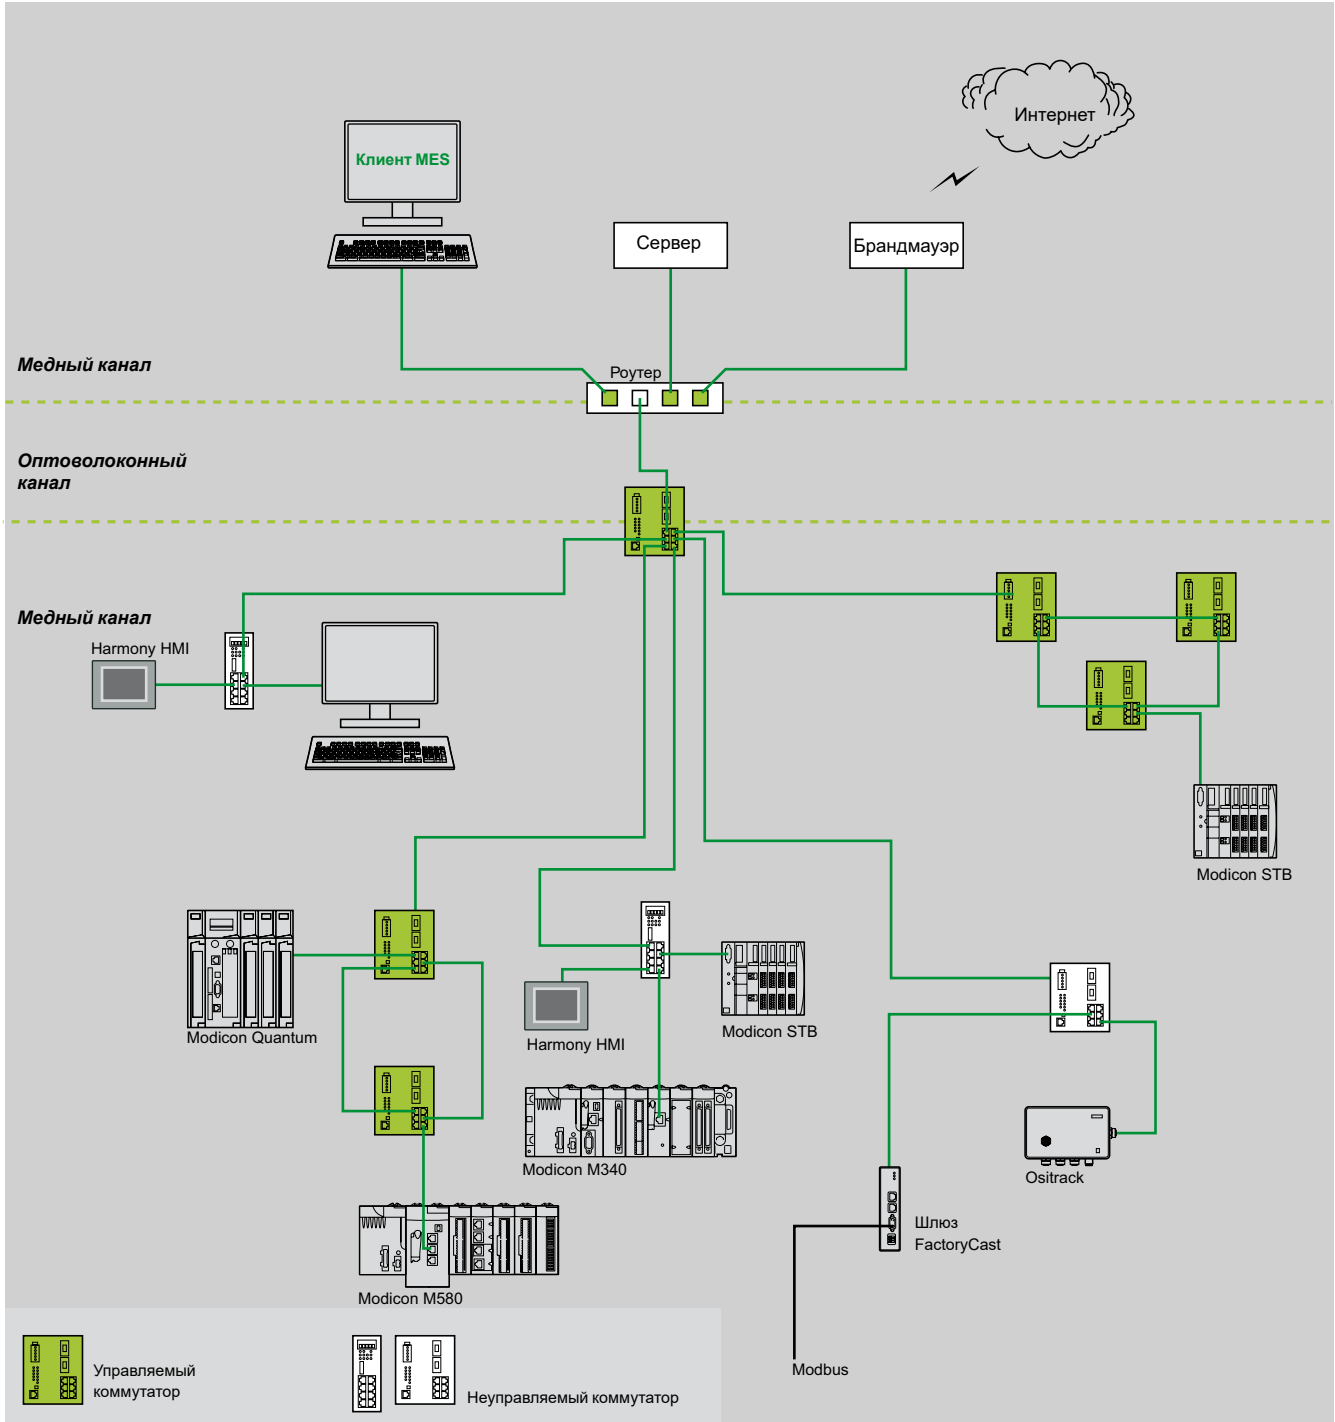 Интернет
Клиент MES
Сервер
Брандмауэр
Медный канал
Роутер
Оптоволоконный
канал
Медный канал
Harmony HMI
Modicon STB
Modicon Quantum
Harmony HMI
Modicon STB
Modicon M340
Ositrack
Шлюз
FactoryCast
Modicon M580
Modbus
Управляемый
коммутатор
Неуправляемый коммутатор